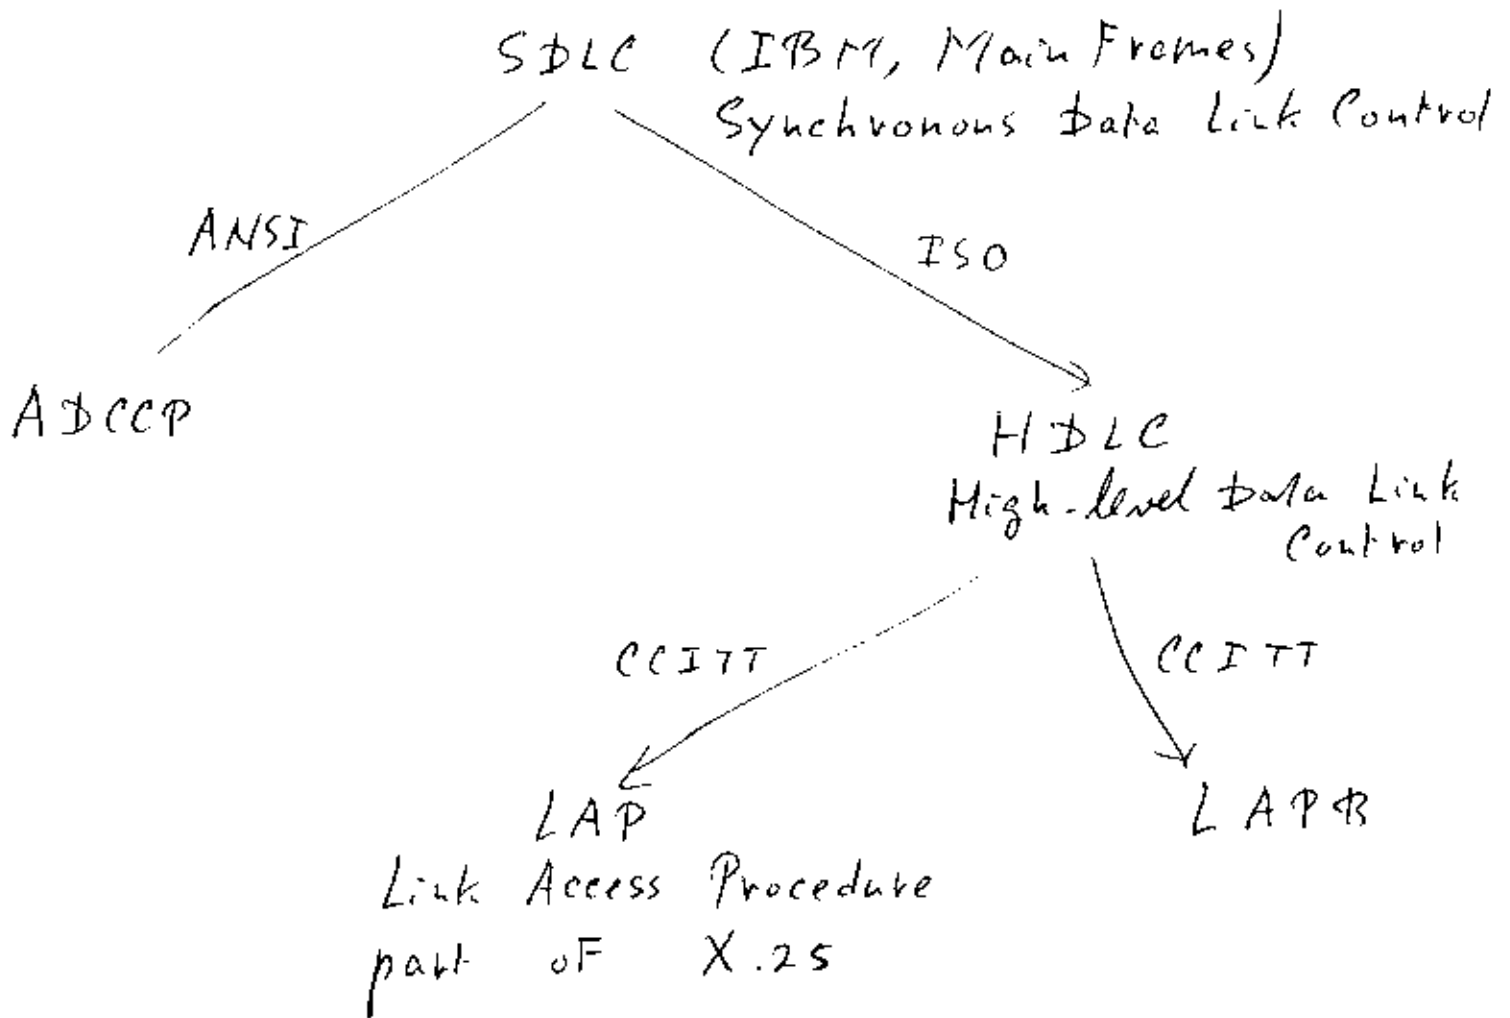 SDLC (IBM, Main Frames)
Synchronous Data Link Control
ANSI
ISO
ADCCP
HDLC
High-level Data Link
Control
CCITT
CCITT
LAP
LAPB
Link Access Procedure
part of X.25